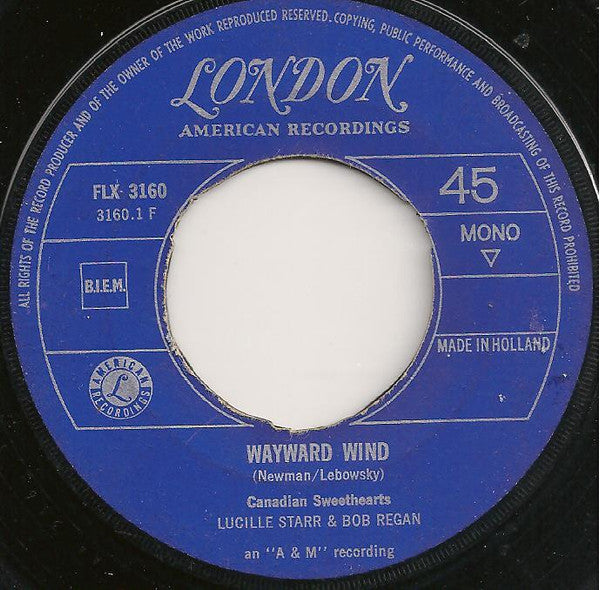 ALL RIGHTS OF THE RECORD PRODUCER AND OF THE OWNER OF THE WORK REPRODUCED RESERVED. COPYING, PUBLIC PERFORMANCE AND BROADCASTING OF THIS RECORD PROHIBITED
LONDON
AMERICAN RECORDINGS
FLX 3160
3160.1 F
45
MONO
B.I.E.M.
MADE IN HOLLAND
AMERICAN
L
RECORDINGS
WAYWARD WIND
(Newman/Lebowsky)
Canadian Sweethearts
LUCILLE STARR & BOB REGAN
an "A & M" recording